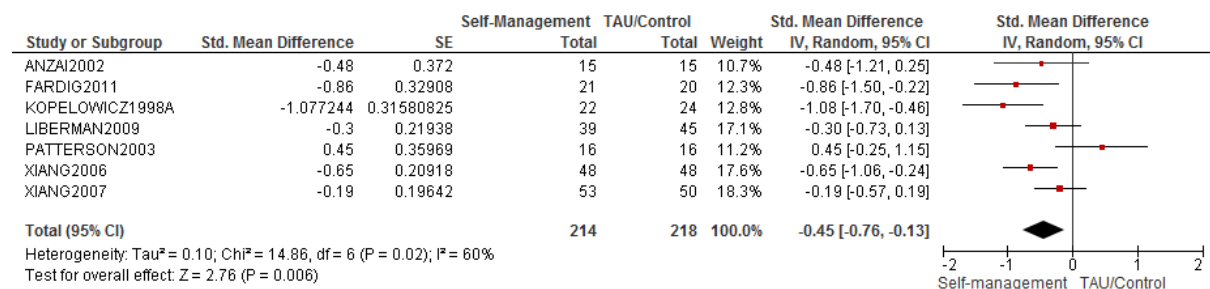 Self-Management TAU/Control Std. Mean Difference Std. Mean Difference
Study or Subgroup Std. Mean Difference SE Total Total Weight IV, Random, 95% CI IV, Random, 95% CI
ANZAI2002 -0.48 0.372 15 15 10.7% -0.48 [-1.21, 0.25]
FARDIG2011 -0.86 0.32908 21 20 12.3% -0.86 [-1.50, -0.22]
KOPELOWICZ1998A -1.077244 0.31580825 22 24 12.8% -1.08 [-1.70, -0.46]
LIBERMAN2009 -0.3 0.21938 39 45 17.1% -0.30 [-0.73, 0.13]
PATTERSON2003 0.45 0.35969 16 16 11.2% 0.45 [-0.25, 1.15]
XIANG2006 -0.65 0.20918 48 48 17.6% -0.65 [-1.06, -0.24]
XIANG2007 -0.19 0.19642 53 50 18.3% -0.19 [-0.57, 0.19]
Total (95% CI) 214 218 100.0% -0.45 [-0.76, -0.13]
Heterogeneity: Tau² = 0.10; Chi² = 14.86, df = 6 (P = 0.02); I² = 60%
Test for overall effect: Z = 2.76 (P = 0.006)
-2 -1 0 1 2
Self-management TAU/Control